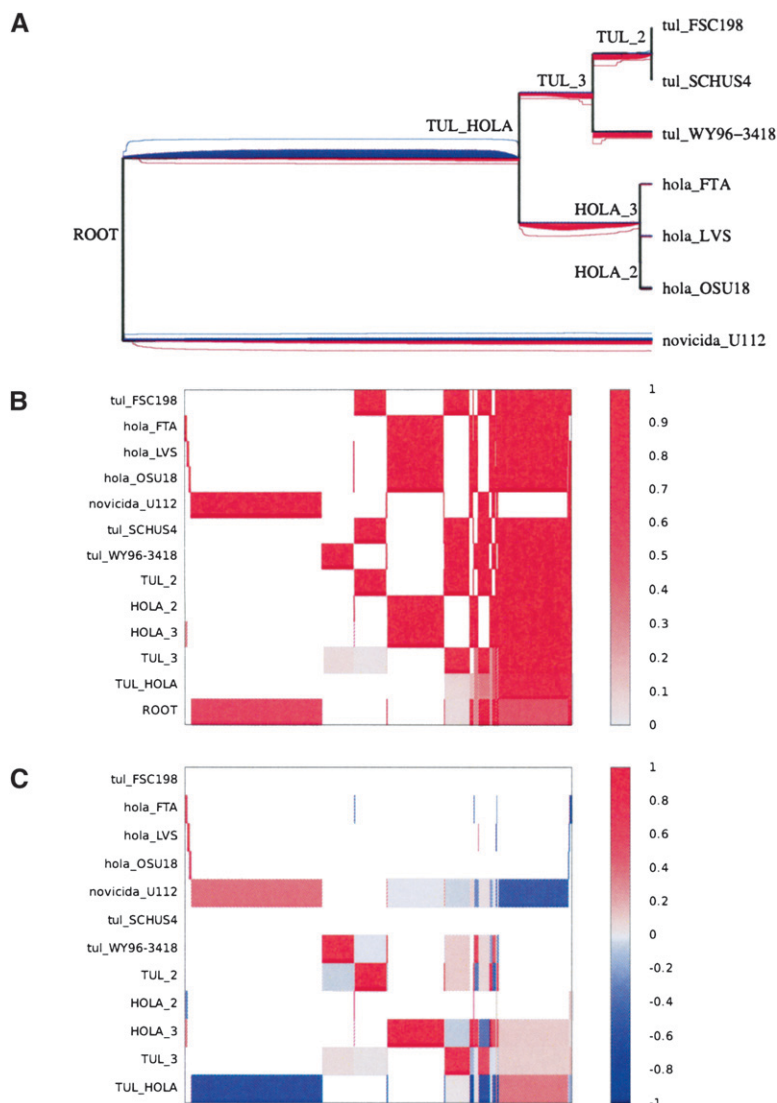 A
tul_FSC198
TUL_2
tul_SCHUS4
TUL_3
TUL_HOLA
tul_WY96-3418
hola_FTA
HOLA_3
ROOT
hola_LVS
HOLA_2
hola_OSU18
novicida_U112
B
tul_FSC198
hola_FTA
hola_LVS
hola_OSU18
novicida_U112
tul_SCHUS4
tul_WY96-3418
TUL_2
HOLA_2
HOLA_3
TUL_3
TUL_HOLA
ROOT
1
0.9
0.8
0.7
0.6
0.5
0.4
0.3
0.2
0.1
0
C
tul_FSC198
hola_FTA
hola_LVS
hola_OSU18
novicida_U112
tul_SCHUS4
tul_WY96-3418
TUL_2
HOLA_2
HOLA_3
TUL_3
TUL_HOLA
1
0.8
0.6
0.4
0.2
0
-0.2
-0.4
-0.6
-0.8
-1